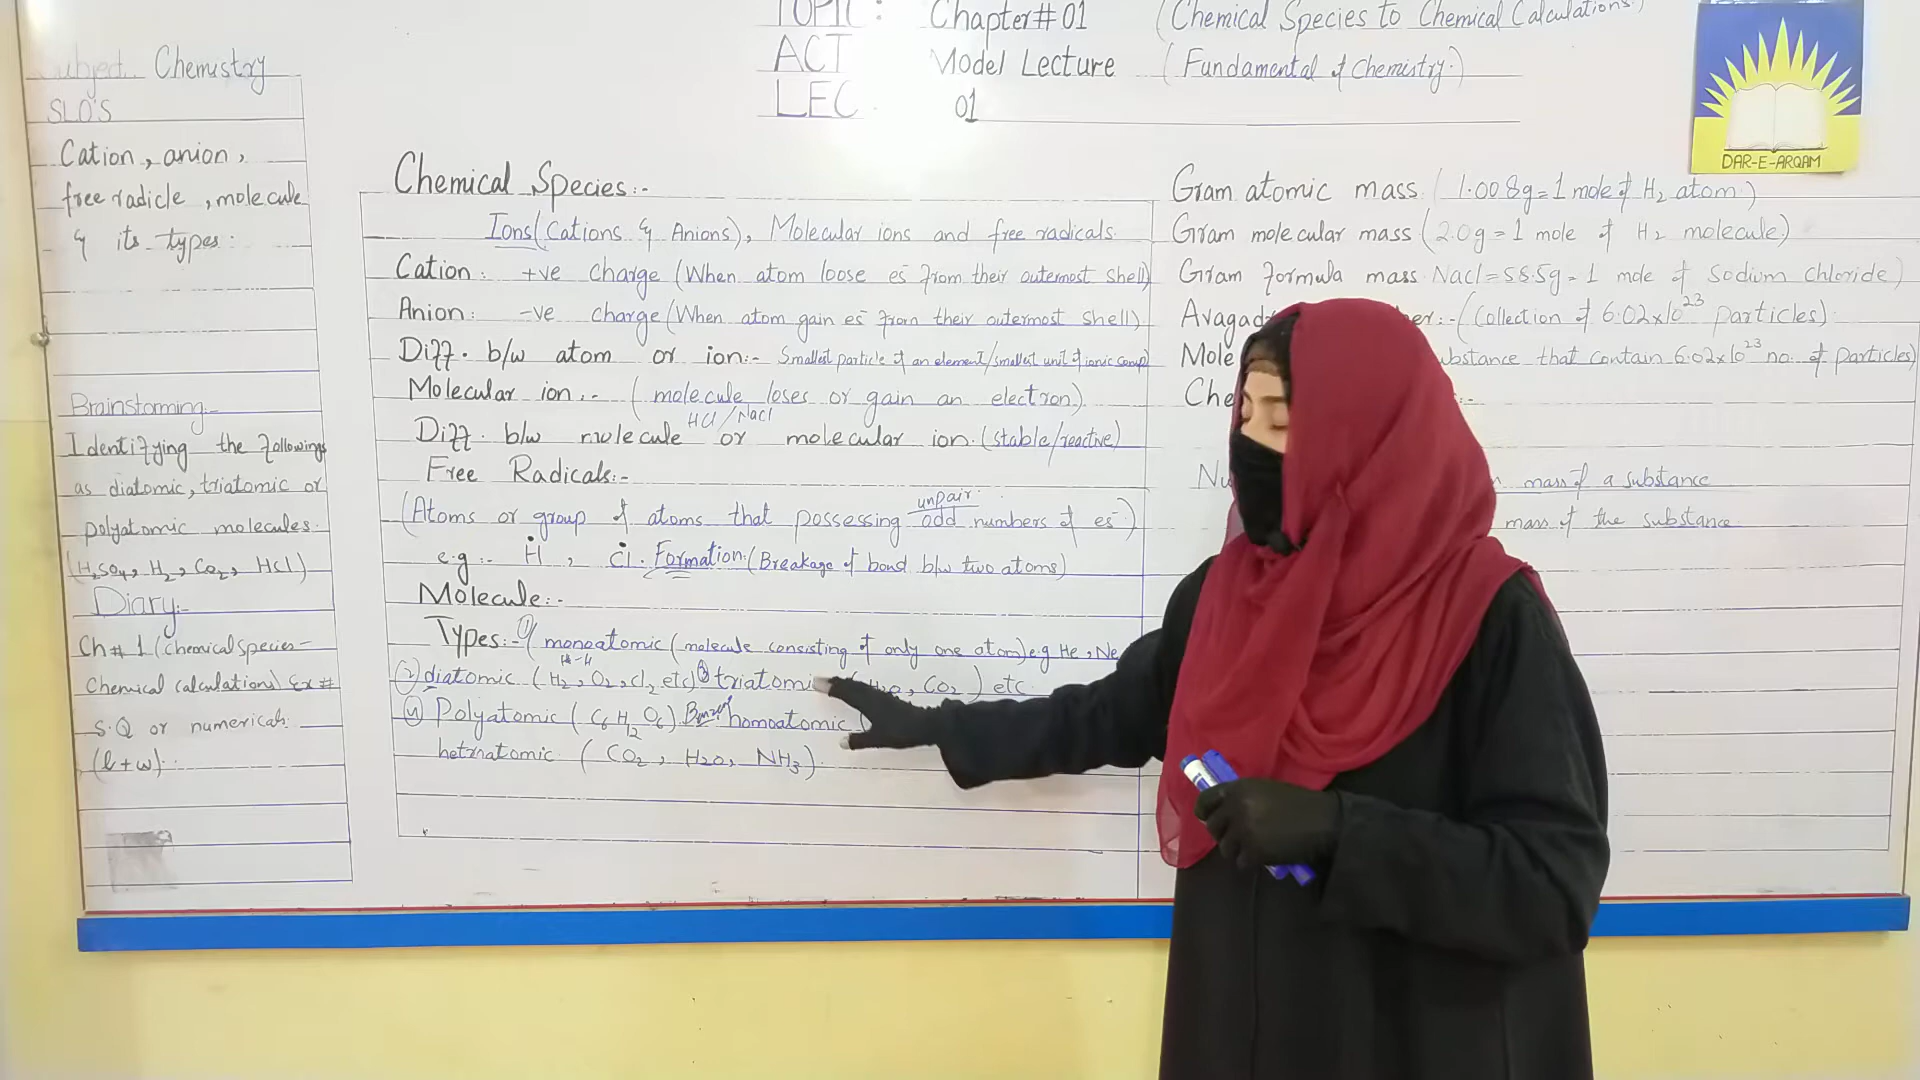 TOPIC : Chapter# 01 (Chemical Species to Chemical Calculations.)
ACT Model Lecture (Fundamental of Chemistry.)
LEC. 01
Subject. Chemistry
SLO'S
Cation, anion,
free radicle, molecule
& its types:
Brainstorming:-
Identifying the followings
as diatomic, triatomic or
polyatomic molecules.
(H2SO4, H2, CO2, HCl)
Diary:-
Ch# 1 (Chemical species-
Chemical calculations) Ex#
S.Q or numericals:
(l+w).
Chemical Species:-
Ions(Cations & Anions), Molecular ions and free radicals.
Cation: +ve charge (When atom loose es- from their outermost shell)
Anion: -ve charge (When atom gain es- from their outermost shell)
Diff. b/w atom or ion:- Smallest particle of an element/smallest unit of ionic comp)
Molecular ion.- (molecule loses or gain an electron)
HCl / NaCl
Diff. b/w molecule or molecular ion. (stable/reactive)
Free Radicals:-
unpair.
(Atoms or group of atoms that possessing odd numbers of es-)
e.g:- H , Cl. Formation:(Breakage of bond b/w two atoms)
Molecule:-
Types:- 1/ monoatomic (molecule consisting of only one atom) e.g He, Ne
H-H
2 diatomic (H2, O2, Cl2 etc) 3 triatomic (H2O, CO2) etc
4 Polyatomic (C6H12O6) homoatomic
hetrnatomic (CO2, H2O, NH3).
Gram atomic mass (1.008g=1 mole of H2 atom.)
Gram molecular mass (2.0g=1 mole of H2 molecule)
Gram formula mass NaCl=58.5g=1 mole of Sodium chloride)
:-(Collection of 6.02x10^23 particles)
Mole that contain 6.02x10^23 no. of particles)
mass of a substance
mass of the substance
DAR-E-ARQAM